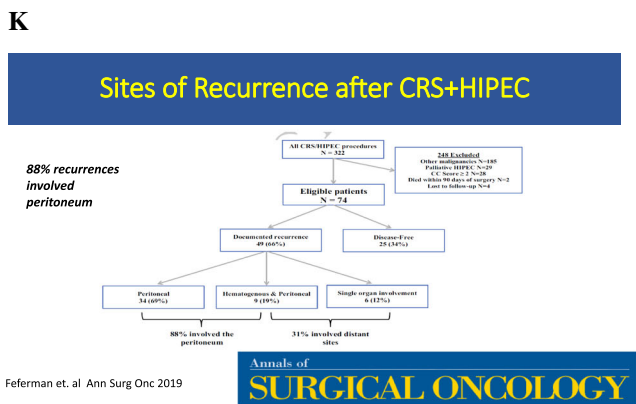 K
Sites of Recurrence after CRS+HIPEC
88% recurrences
involved
peritoneum
All CRS/HIPEC procedures
N = 322
248 Excluded
Other malignancies N=185
Palliative HIPEC N=29
CC Score ≥ 2 N=28
Died within 90 days of surgery N=2
Lost to follow-up N=4
Eligible patients
N = 74
Documented recurrence
49 (66%)
Disease-Free
25 (34%)
Peritoneal
34 (69%)
Hematogenous & Peritoneal
9 (19%)
Single organ involvement
6 (12%)
88% involved the
peritoneum
31% involved distant
sites
Feferman et. al Ann Surg Onc 2019
Annals of
SURGICAL ONCOLOGY